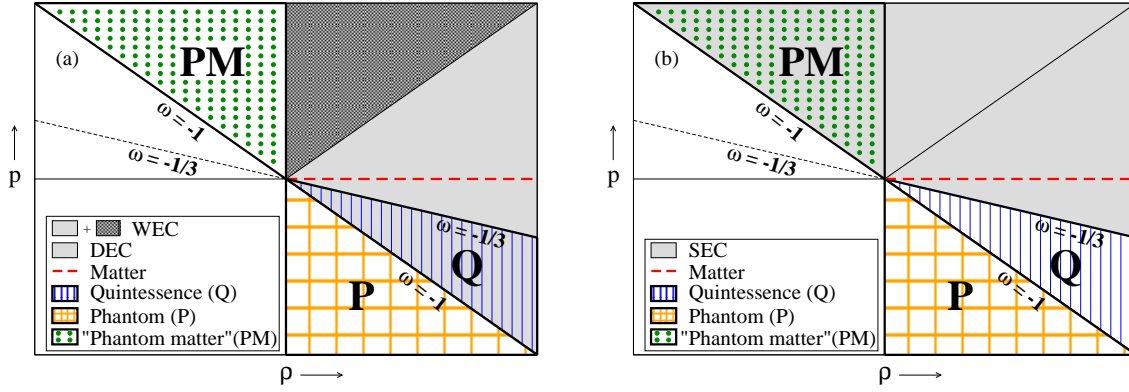 (a)
PM
ω = -1
ω = -1/3
p
+ WEC
DEC
Matter
Quintessence (Q)
Phantom (P)
"Phantom matter"(PM)
ω = -1/3
Q
P
ω = -1
ρ
(b)
PM
ω = -1
ω = -1/3
p
SEC
Matter
Quintessence (Q)
Phantom (P)
"Phantom matter"(PM)
ω = -1/3
Q
P
ω = -1
ρ